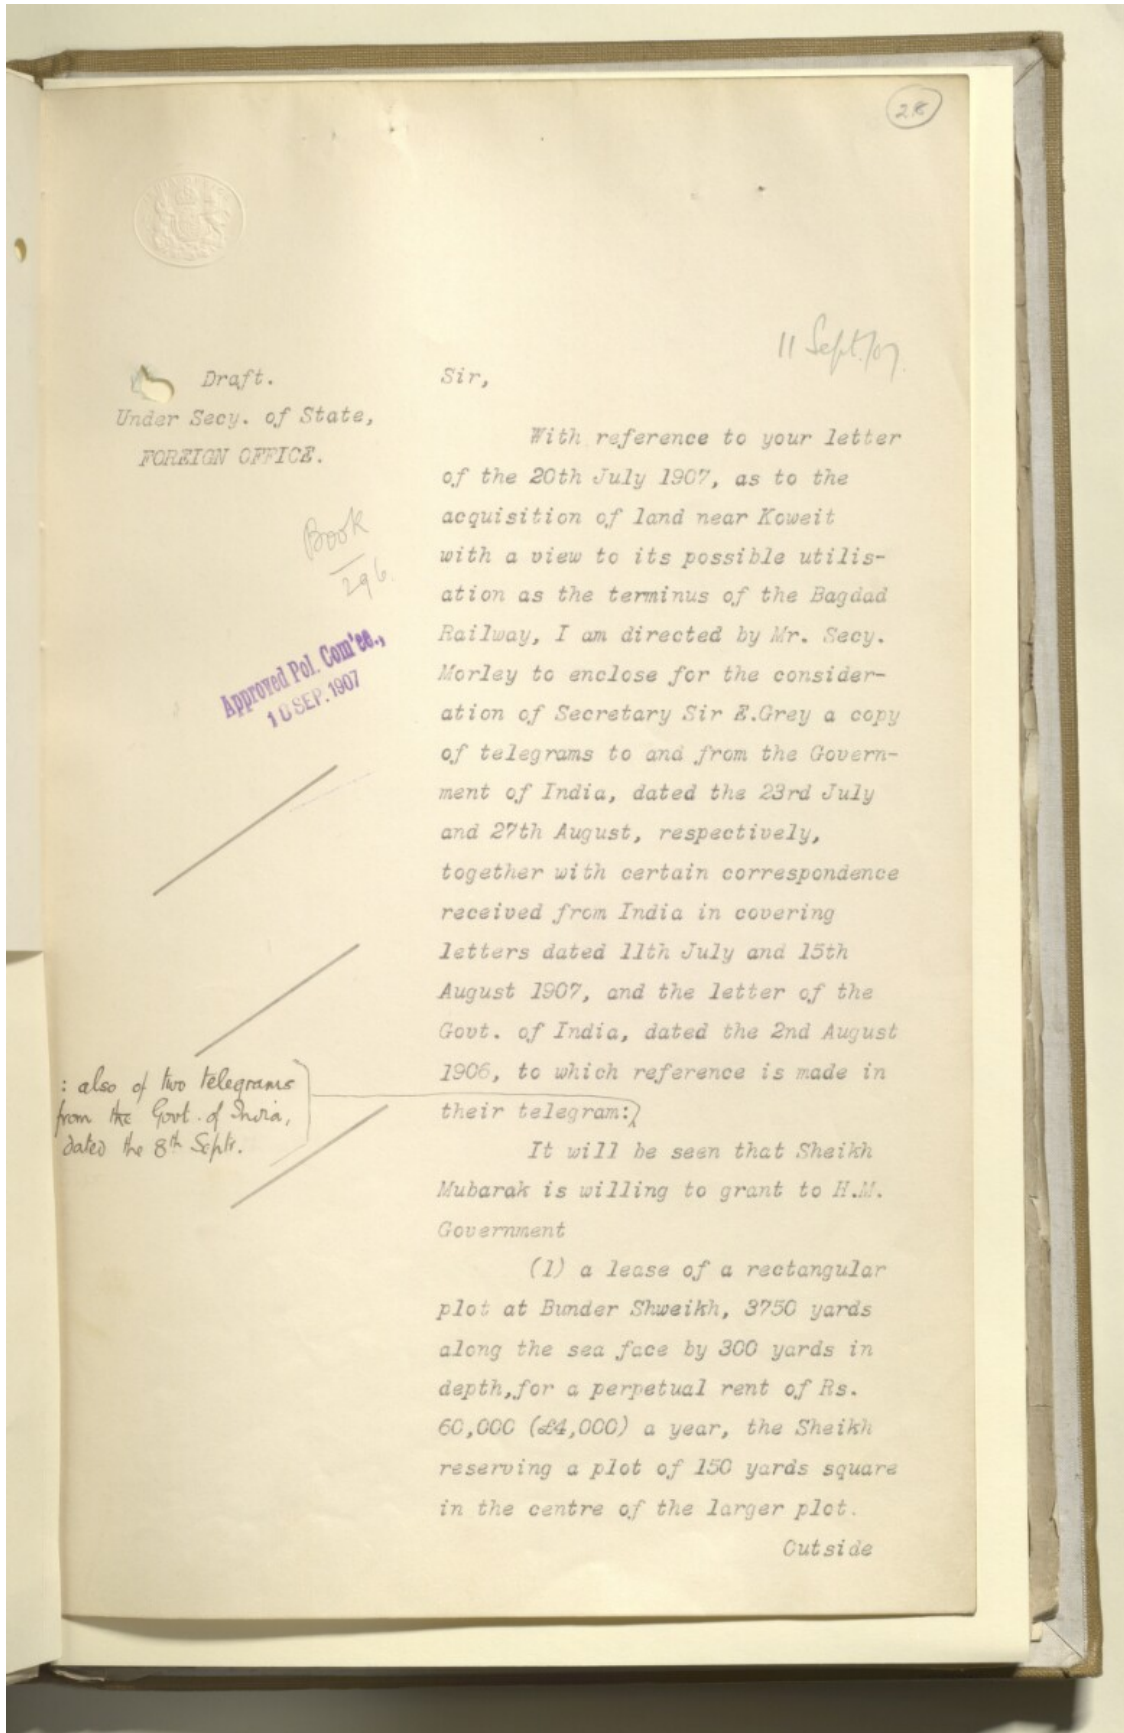 28
11 Sept./07.
Draft.
Under Secy. of State,
FOREIGN OFFICE.
Book
296.
Approved Pol. Com'ee.,
10 SEP. 1907
Sir,
With reference to your letter
of the 20th July 1907, as to the
acquisition of land near Koweit
with a view to its possible utilis-
ation as the terminus of the Bagdad
Railway, I am directed by Mr. Secy.
Morley to enclose for the consider-
ation of Secretary Sir E.Grey a copy
of telegrams to and from the Govern-
ment of India, dated the 23rd July
and 27th August, respectively,
together with certain correspondence
received from India in covering
letters dated 11th July and 15th
August 1907, and the letter of the
Govt. of India, dated the 2nd August
1906, to which reference is made in
their telegram:
: also of two telegrams
from the Govt. of India,
dated the 8th Septr.
It will be seen that Sheikh
Mubarak is willing to grant to H.M.
Government
(1) a lease of a rectangular
plot at Bunder Shweikh, 3750 yards
along the sea face by 300 yards in
depth,for a perpetual rent of Rs.
60,000 (£4,000) a year, the Sheikh
reserving a plot of 150 yards square
in the centre of the larger plot.
Outside